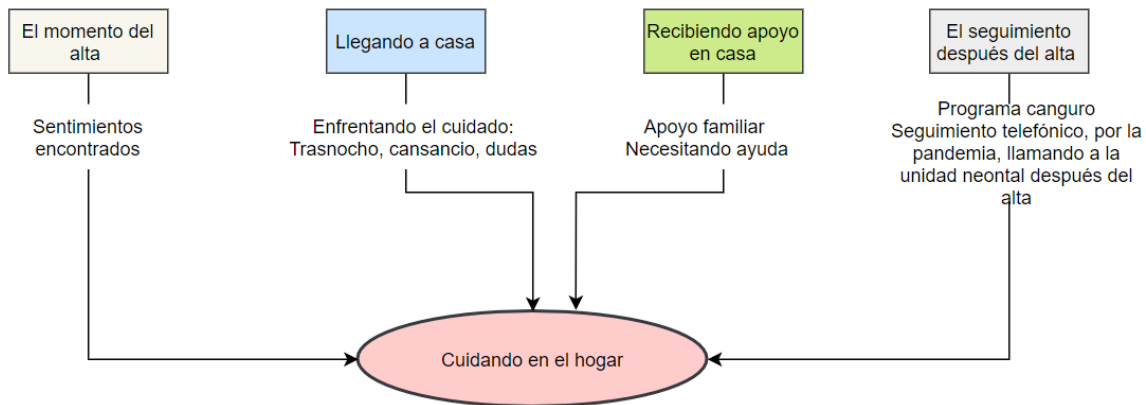 El momento del
alta
Llegando a casa
Recibiendo apoyo
en casa
El seguimiento
después del alta
Sentimientos
encontrados
Enfrentando el cuidado:
Trasnocho, cansancio, dudas
Apoyo familiar
Necesitando ayuda
Programa canguro
Seguimiento telefónico, por la
pandemia, llamando a la
unidad neontal después del
alta
Cuidando en el hogar